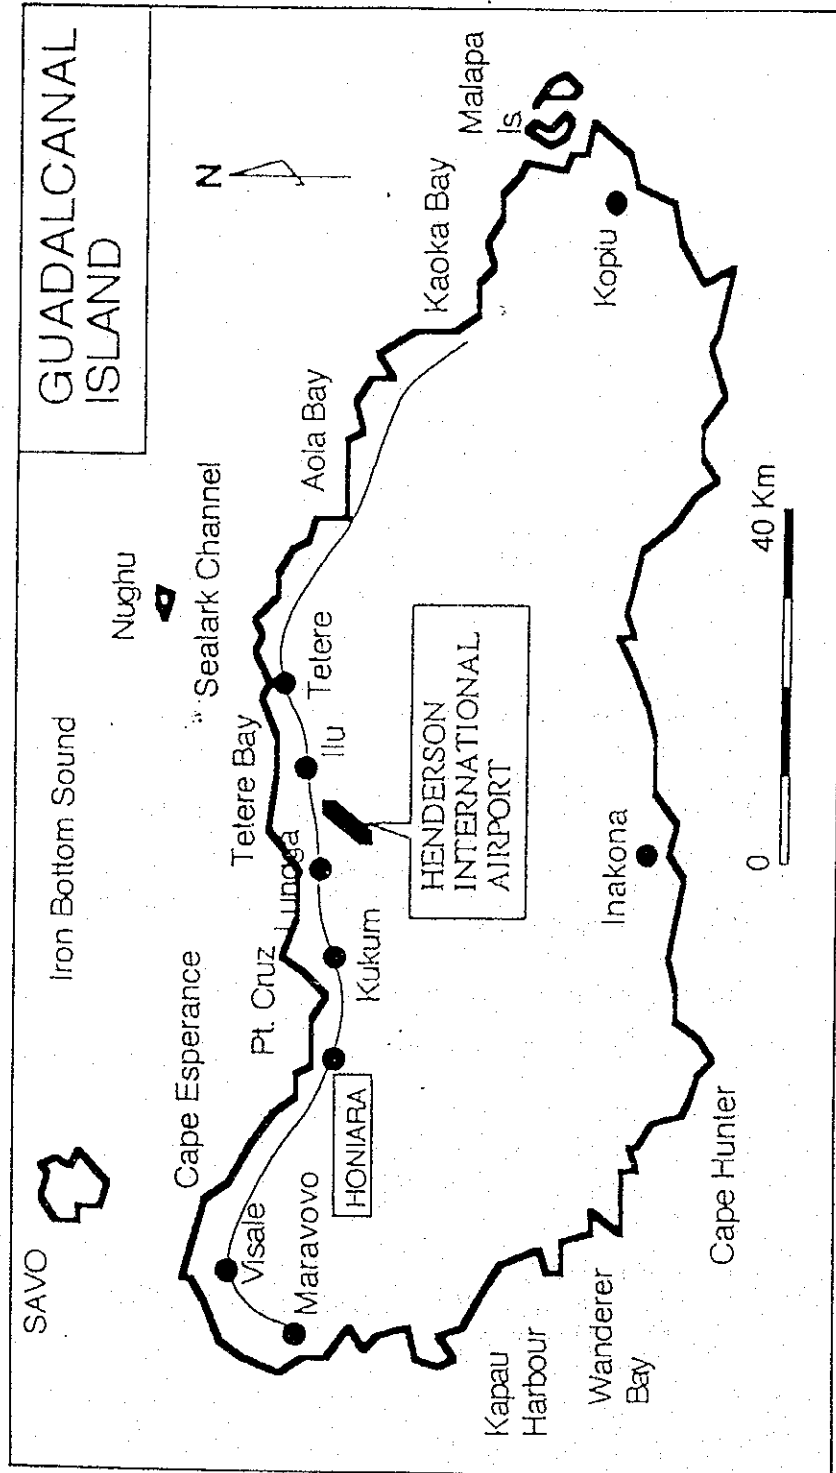 GUADALCANAL
ISLAND
N
SAVO
Iron Bottom Sound
Nughu
Sealark Channel
Cape Esperance
Pt. Cruz
Lunga
Tetere Bay
Aola Bay
Kaoka Bay
Malapa
Is.
Visale
Maravovo
HONIARA
Kukum
Ilu
Tetere
HENDERSON
INTERNATIONAL
AIRPORT
Kopiu
Inakona
Kapau
Harbour
Wanderer
Bay
Cape Hunter
0
40 Km